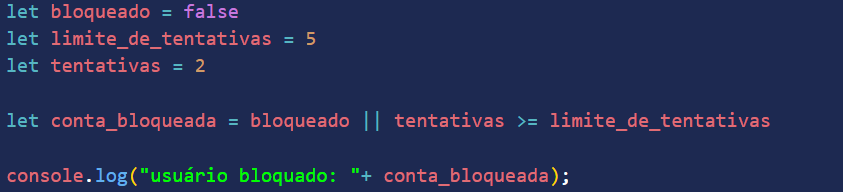 let bloqueado = false
let limite_de_tentativas = 5
let tentativas = 2
let conta_bloqueada = bloqueado || tentativas >= limite_de_tentativas
console.log("usuário bloquado: "+ conta_bloqueada);